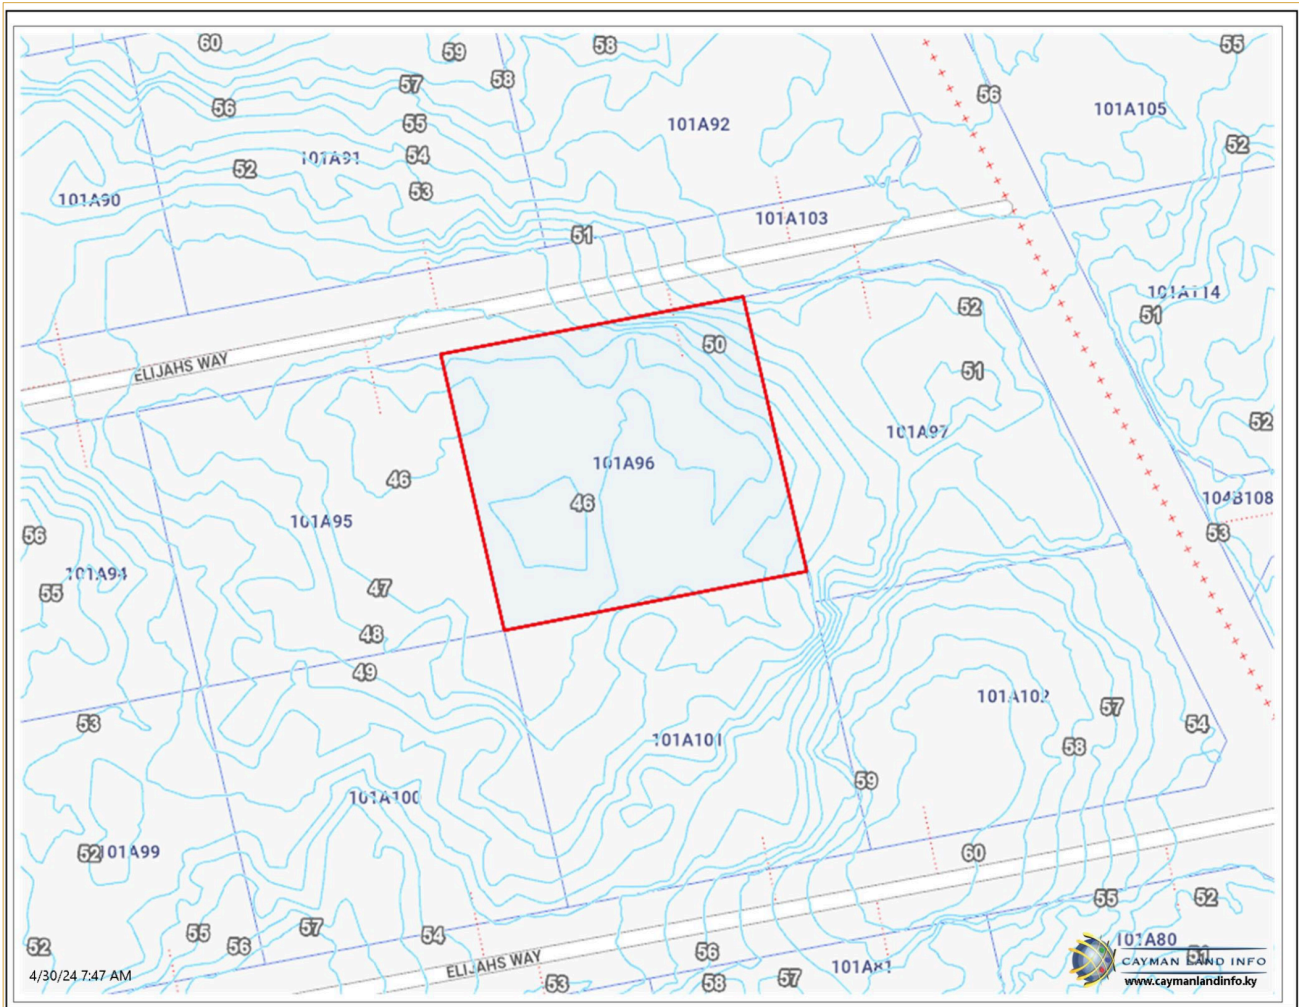 60
59
58
55
58
57
56
56
101A105
55
101A92
54
101A91
52
52
53
101A90
101A103
51
101A114
52
51
50
ELIJAHS WAY
51
52
101A97
101A96
46
104B108
46
101A95
53
56
101A94
47
55
48
49
101A102
57
53
54
101A101
58
59
101A100
52
101A99
60
55
52
55
57
54
56
52
101A80
56
ELIJAHS WAY
101A81
51
CAYMAN LAND INFO
4/30/24 7:47 AM
57
www.caymanlandinfo.ky
53
58